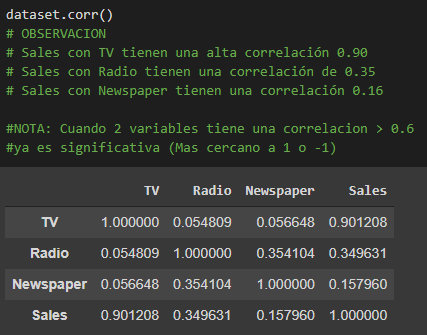 dataset.corr()
# OBSERVACION
# Sales con TV tienen una alta correlación 0.90
# Sales con Radio tienen una correlación de 0.35
# Sales con Newspaper tienen una correlación 0.16
#NOTA: Cuando 2 variables tiene una correlacion > 0.6
#ya es significativa (Mas cercano a 1 o -1)
TV Radio Newspaper Sales
TV 1.000000 0.054809 0.056648 0.901208
Radio 0.054809 1.000000 0.354104 0.349631
Newspaper 0.056648 0.354104 1.000000 0.157960
Sales 0.901208 0.349631 0.157960 1.000000